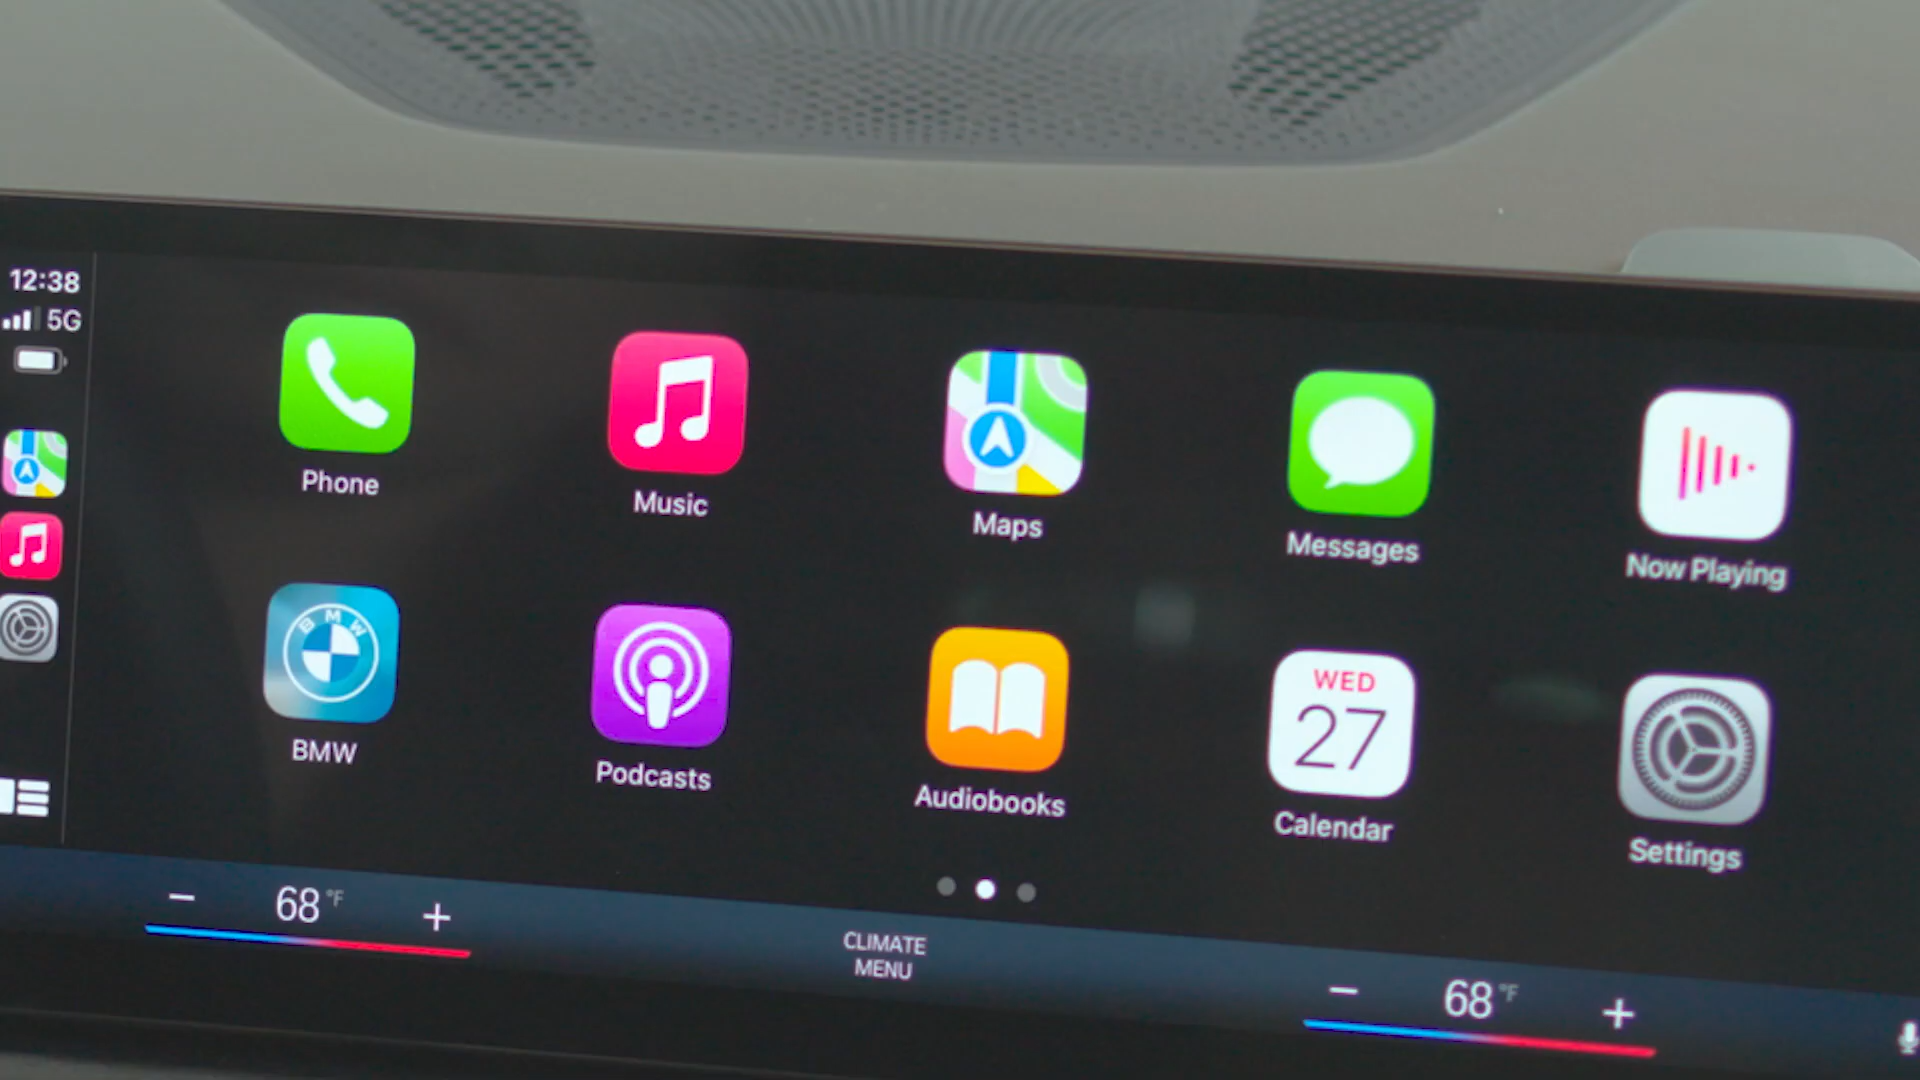 12:38
5G
Phone
Music
Maps
Messages
Now Playing
BMW
BMW
Podcasts
Audiobooks
WED
27
Calendar
Settings
− 68 °F +
CLIMATE
MENU
− 68 °F +